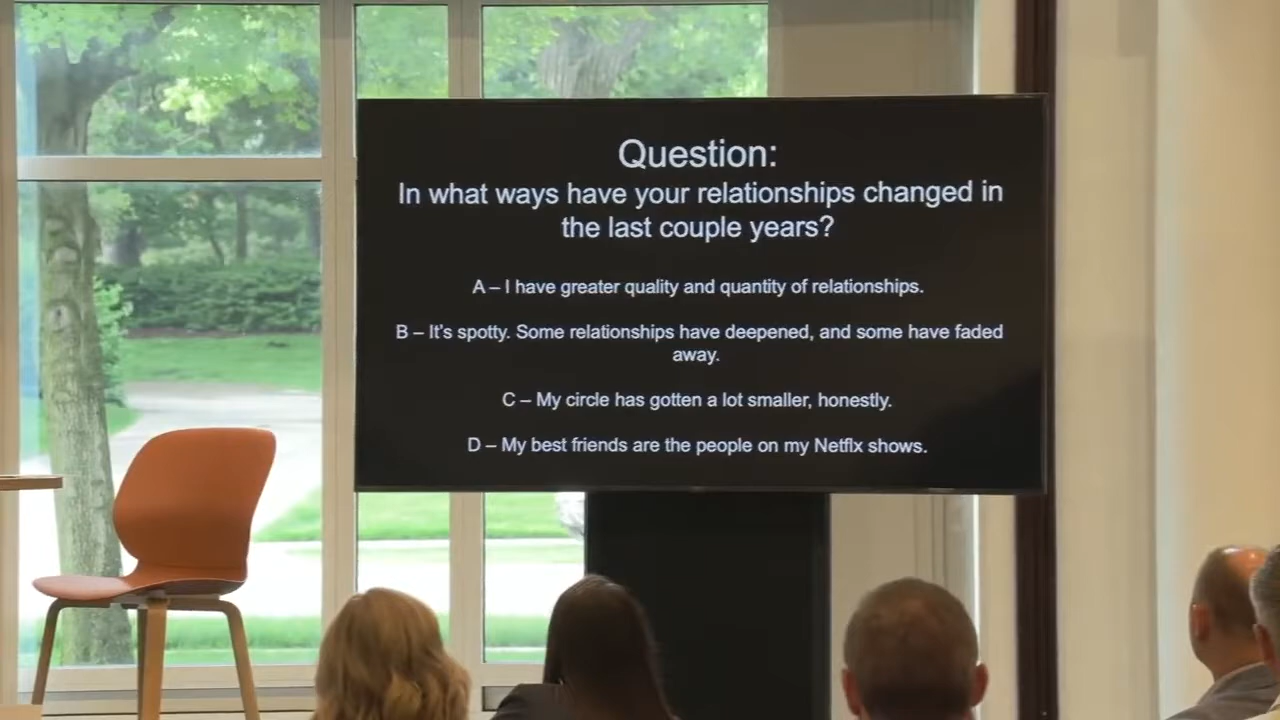 Question:
In what ways have your relationships changed in
the last couple years?
A – I have greater quality and quantity of relationships.
B – It's spotty. Some relationships have deepened, and some have faded
away.
C – My circle has gotten a lot smaller, honestly.
D – My best friends are the people on my Netflix shows.